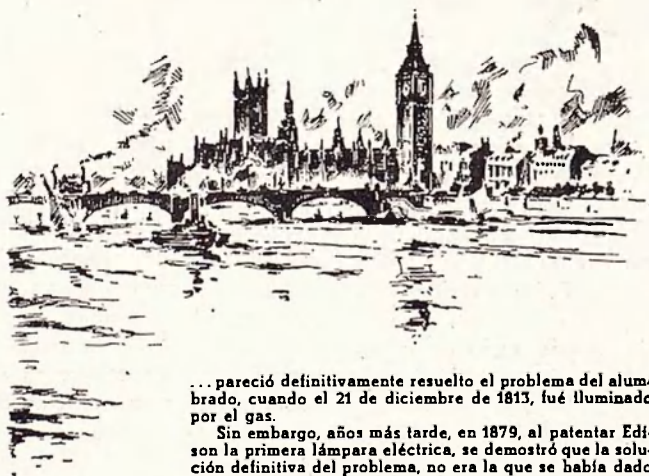 ... pareció definitivamente resuelto el problema del alum-
brado, cuando el 21 de diciembre de 1813, fué iluminado
por el gas.
Sin embargo, años más tarde, en 1879, al patentar Edi-
son la primera lámpara eléctrica, se demostró que la solu-
ción definitiva del problema, no era la que se había dado